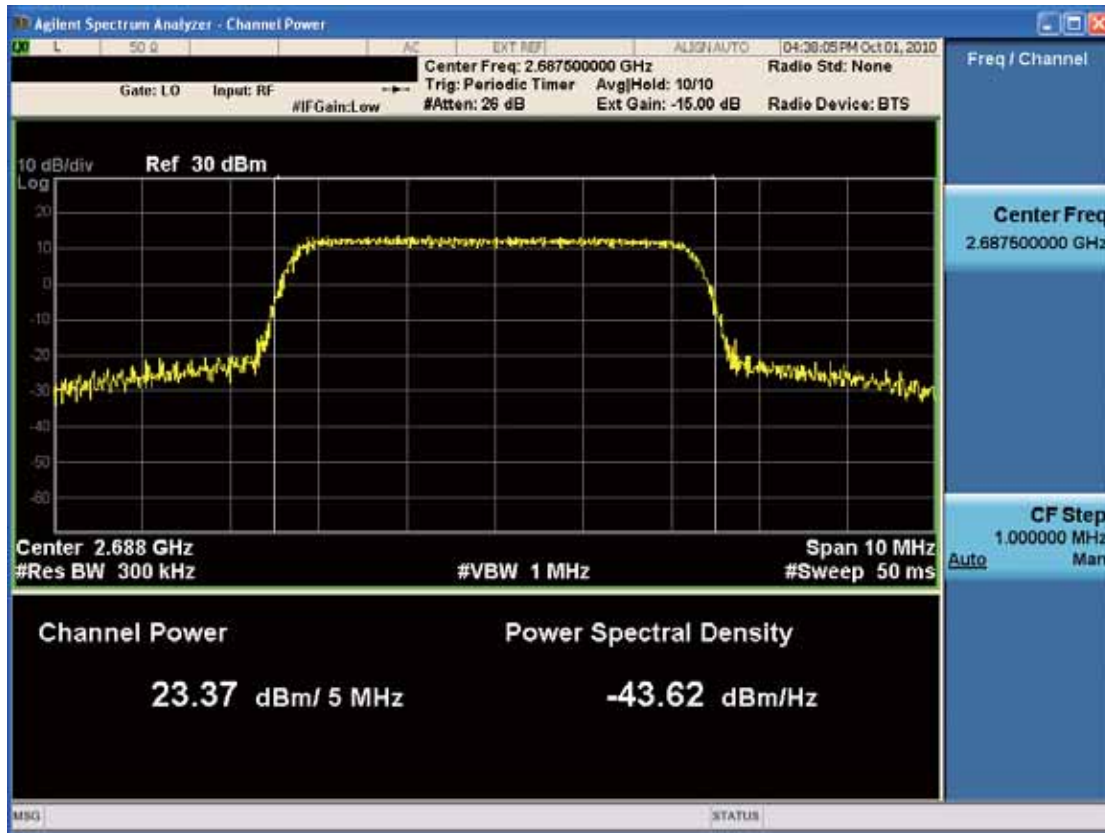 Agilent Spectrum Analyzer - Channel Power
L 50 Ω AC EXT REF ALIGN AUTO 04:38:05 PM Oct 01, 2010
Center Freq: 2.687500000 GHz Radio Std: None
Gate: LO Input: RF Trig: Periodic Timer Avg|Hold: 10/10
#IFGain:Low #Atten: 26 dB Ext Gain: -15.00 dB Radio Device: BTS
10 dB/div Ref 30 dBm
Log
20
10
0
-10
-20
-30
-40
-50
-60
Center 2.688 GHz Span 10 MHz
#Res BW 300 kHz #VBW 1 MHz #Sweep 50 ms
Channel Power Power Spectral Density
23.37 dBm/ 5 MHz -43.62 dBm/Hz
MSG STATUS
Freq / Channel
Center Freq
2.687500000 GHz
CF Step
1.000000 MHz
Auto Man